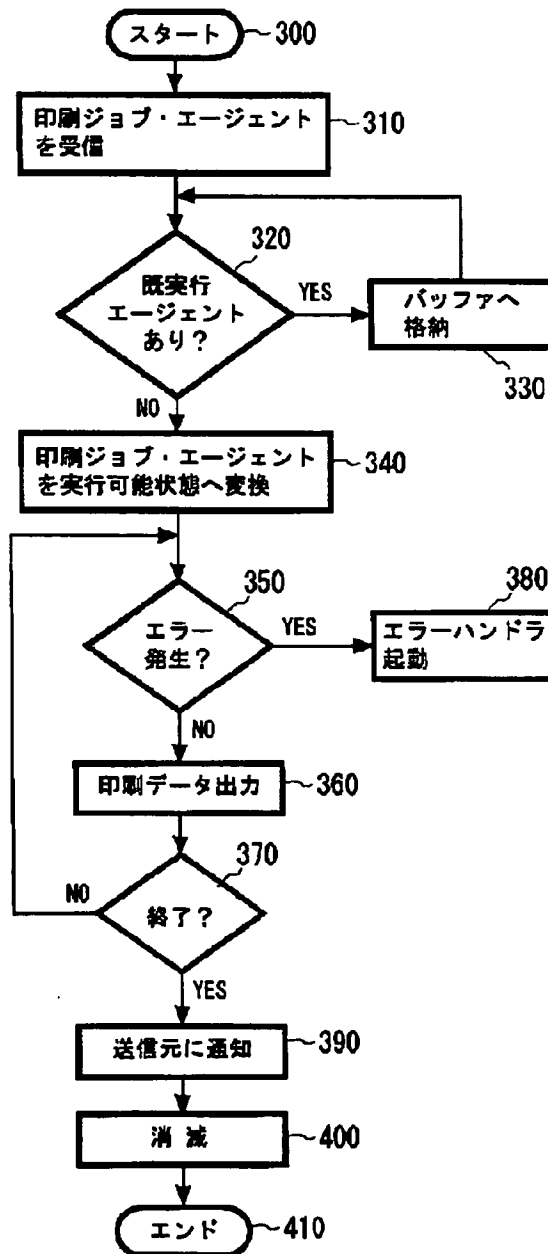 スタート
300
印刷ジョブ・エージェント
を受信
310
320
既実行
エージェント
あり?
YES
バッファへ
格納
330
NO
印刷ジョブ・エージェント
を実行可能状態へ変換
340
350
エラー
発生?
YES
380
エラーハンドラ
起動
NO
印刷データ出力
360
370
NO
終了?
YES
送信元に通知
390
消 滅
400
エンド
410